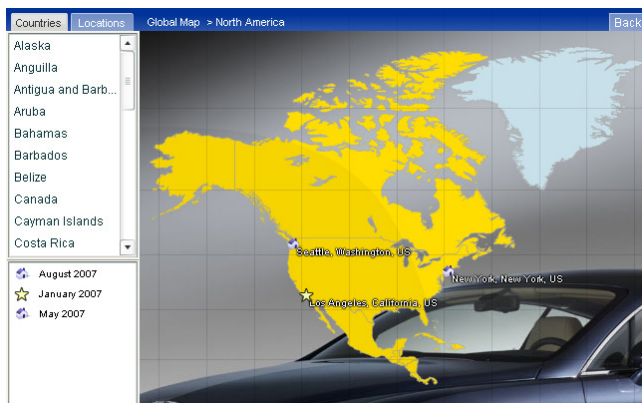 Countries
Locations
Global Map > North America
Back
Alaska
Anguilla
Antigua and Barb...
Aruba
Bahamas
Barbados
Belize
Canada
Cayman Islands
Costa Rica
August 2007
January 2007
May 2007
Seattle, Washington, US
New York, New York, US
Los Angeles, California, US